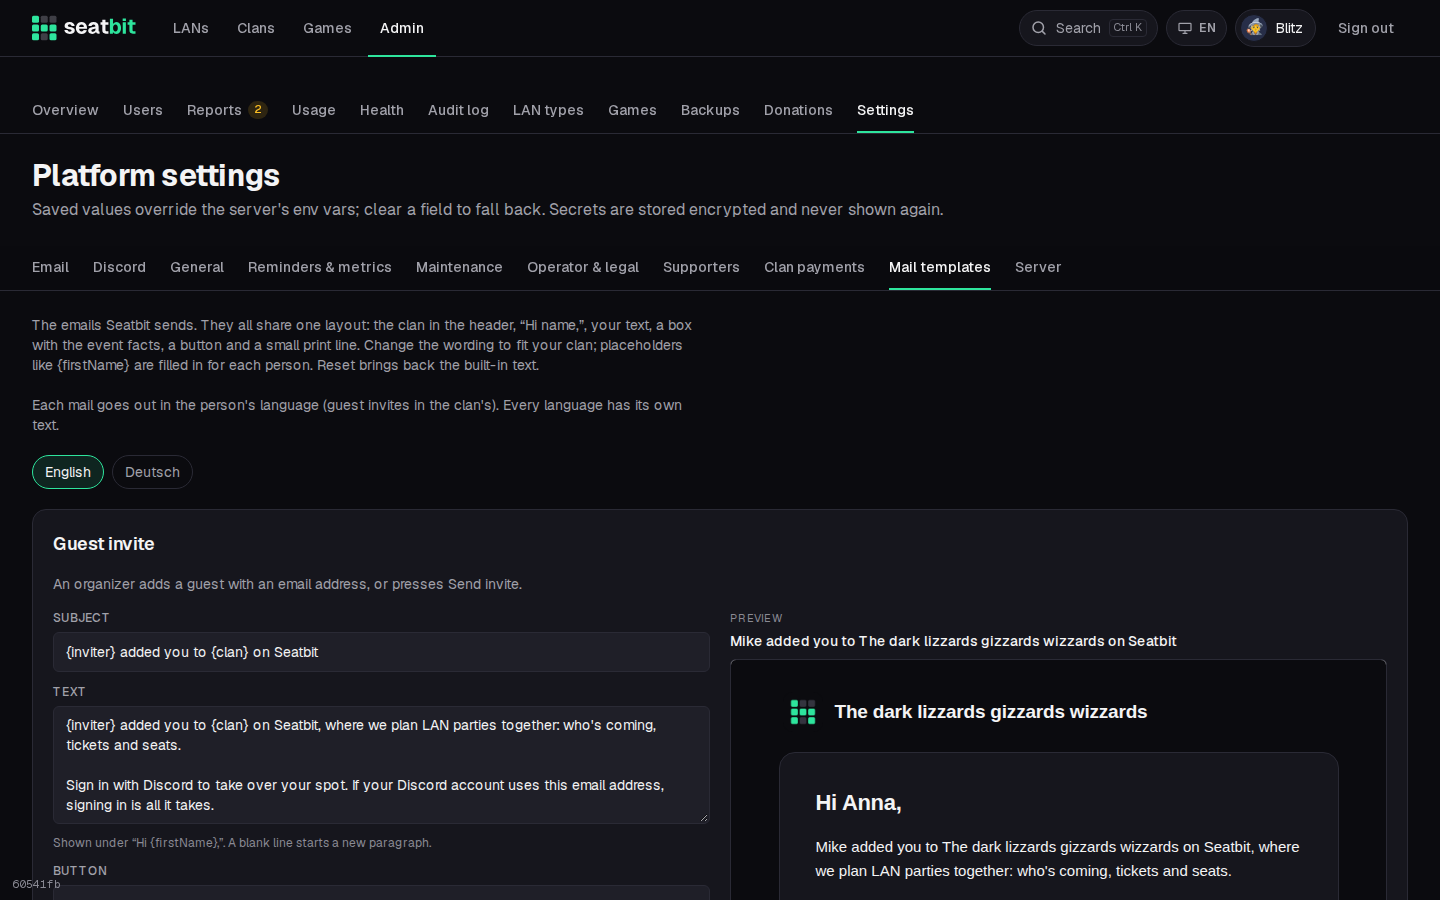 seatbit
LANs Clans Games Admin
Search Ctrl K
EN
Blitz
Sign out
Overview Users Reports 2 Usage Health Audit log LAN types Games Backups Donations Settings
Platform settings
Saved values override the server's env vars; clear a field to fall back. Secrets are stored encrypted and never shown again.
Email Discord General Reminders & metrics Maintenance Operator & legal Supporters Clan payments Mail templates Server
The emails Seatbit sends. They all share one layout: the clan in the header, “Hi name,”, your text, a box
with the event facts, a button and a small print line. Change the wording to fit your clan; placeholders
like {firstName} are filled in for each person. Reset brings back the built-in text.
Each mail goes out in the person's language (guest invites in the clan's). Every language has its own
text.
English Deutsch
Guest invite
An organizer adds a guest with an email address, or presses Send invite.
SUBJECT
{inviter} added you to {clan} on Seatbit
TEXT
{inviter} added you to {clan} on Seatbit, where we plan LAN parties together: who's coming,
tickets and seats.
Sign in with Discord to take over your spot. If your Discord account uses this email address,
signing in is all it takes.
Shown under “Hi {firstName},”. A blank line starts a new paragraph.
BUTTON
60541fb
PREVIEW
Mike added you to The dark lizzards gizzards wizzards on Seatbit
The dark lizzards gizzards wizzards
Hi Anna,
Mike added you to The dark lizzards gizzards wizzards on Seatbit, where
we plan LAN parties together: who's coming, tickets and seats.